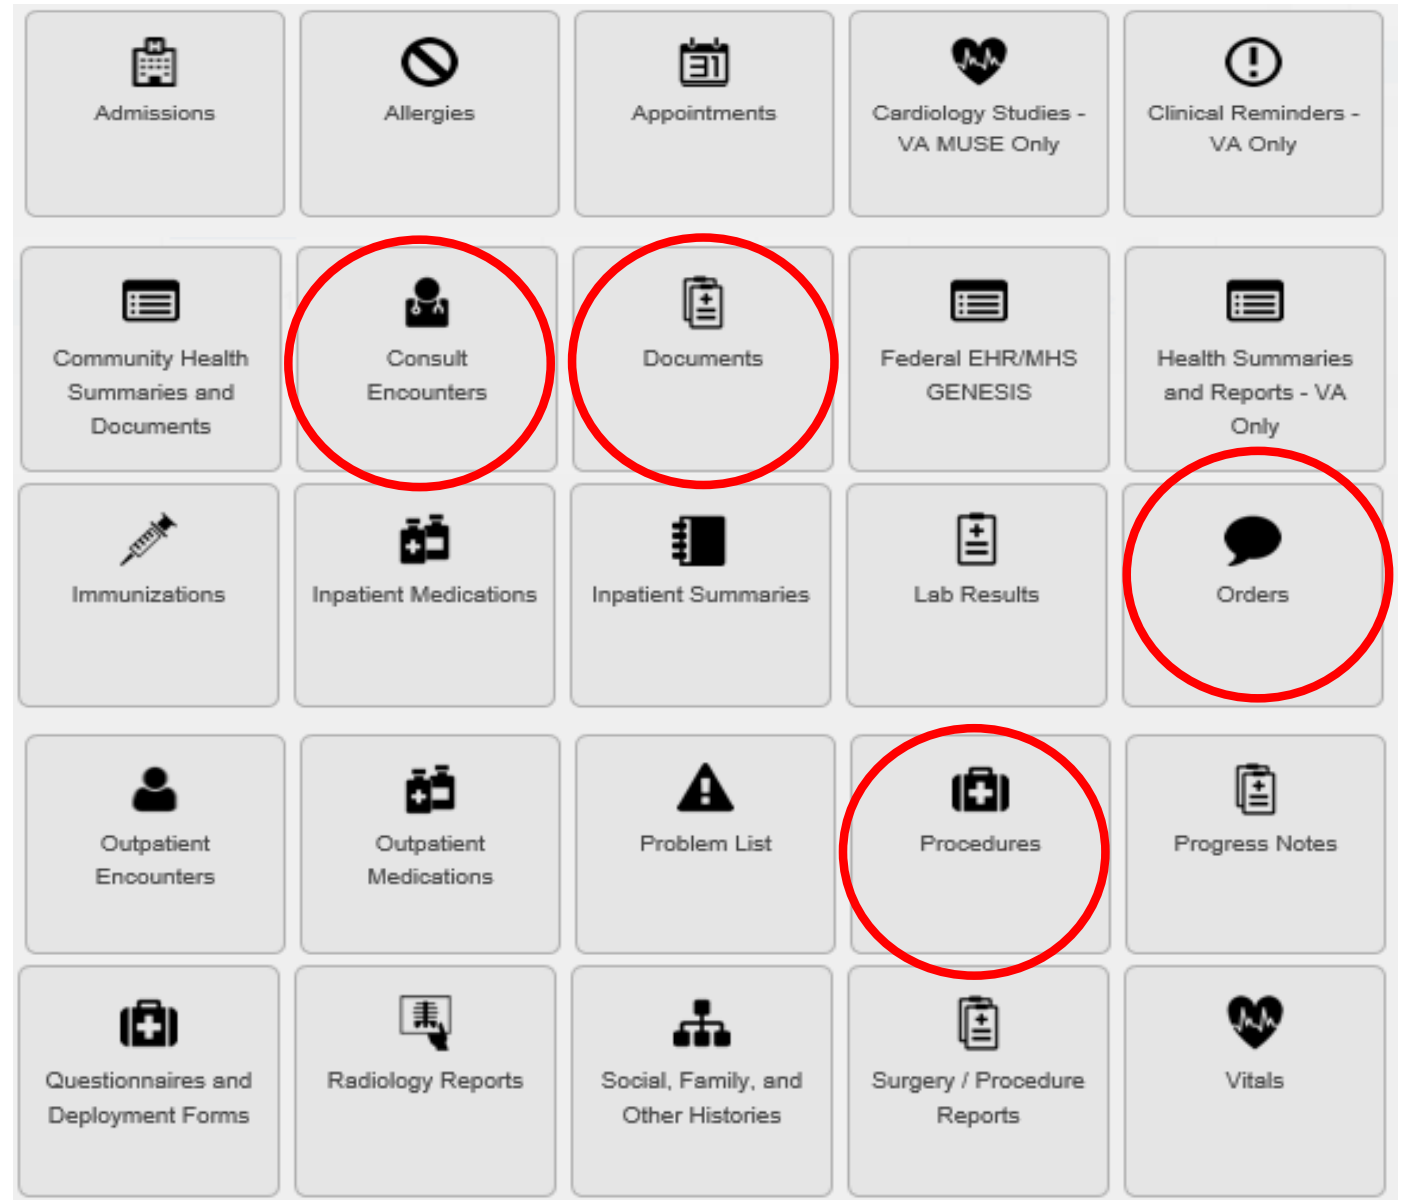 31
Admissions
Allergies
Appointments
Cardiology Studies -
VA MUSE Only
Clinical Reminders -
VA Only
Community Health
Summaries and
Documents
Consult
Encounters
Documents
Federal EHR/MHS
GENESIS
Health Summaries
and Reports - VA
Only
Immunizations
Inpatient Medications
Inpatient Summaries
Lab Results
Orders
Outpatient
Encounters
Outpatient
Medications
Problem List
Procedures
Progress Notes
Questionnaires and
Deployment Forms
Radiology Reports
Social, Family, and
Other Histories
Surgery / Procedure
Reports
Vitals